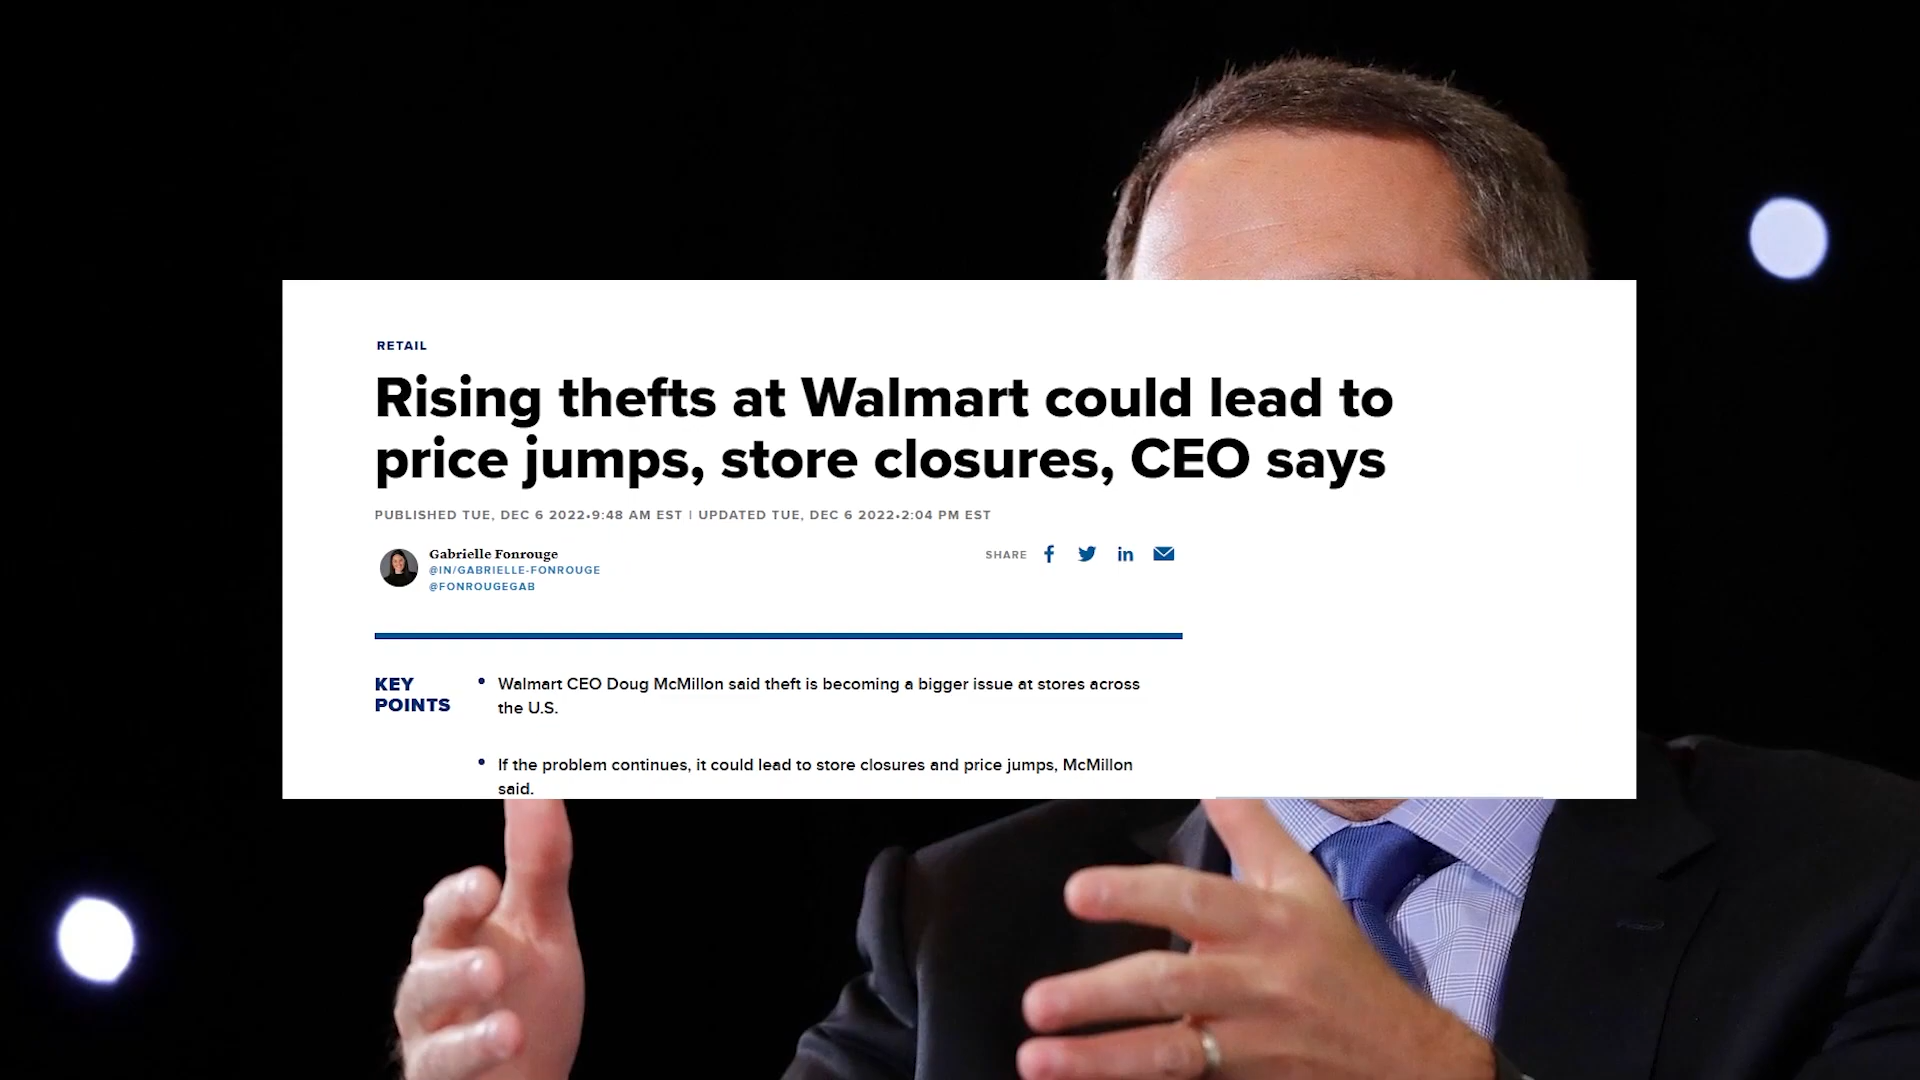 RETAIL
Rising thefts at Walmart could lead to
price jumps, store closures, CEO says
PUBLISHED TUE, DEC 6 2022•9:48 AM EST | UPDATED TUE, DEC 6 2022•2:04 PM EST
Gabrielle Fonrouge
@IN/GABRIELLE-FONROUGE
@FONROUGEGAB
SHARE
KEY
POINTS
• Walmart CEO Doug McMillon said theft is becoming a bigger issue at stores across
the U.S.
• If the problem continues, it could lead to store closures and price jumps, McMillon
said.